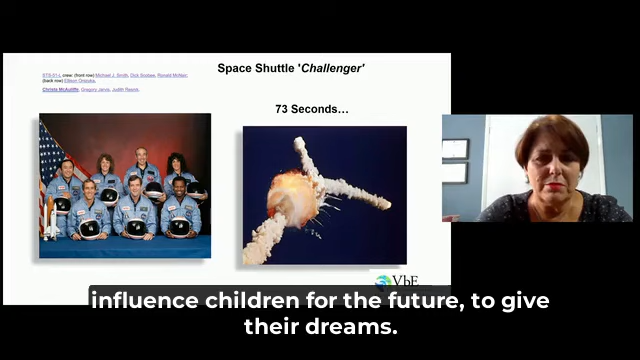 Space Shuttle 'Challenger'
STS-51-L crew: (front row) Michael J. Smith, Dick Scobee, Ronald McNair;
(back row) Ellison Onizuka,
Christa McAuliffe, Gregory Jarvis, Judith Resnik.
73 Seconds...
VbE
influence children for the future, to give
their dreams.